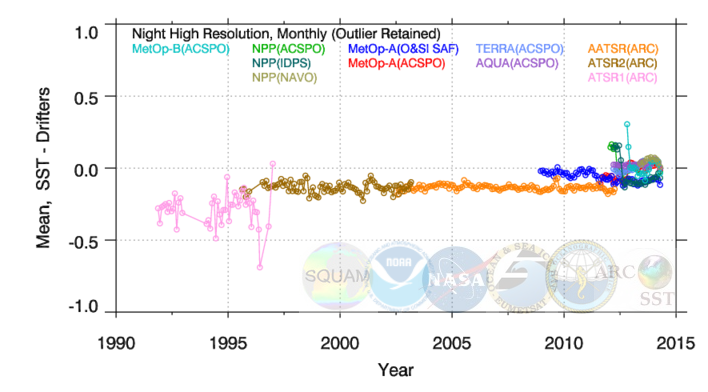 1.0
Night High Resolution, Monthly (Outlier Retained)
MetOp-B(ACSPO) NPP(ACSPO) MetOp-A(O&SI SAF) TERRA(ACSPO) AATSR(ARC)
NPP(IDPS) MetOp-A(ACSPO) AQUA(ACSPO) ATSR2(ARC)
NPP(NAVO) ATSR1(ARC)
0.5
0.0
-0.5
-1.0
Mean, SST - Drifters
SQUAM
NOAA
NASA
EUMETSAT
ARC
SST
1990 1995 2000 2005 2010 2015
Year